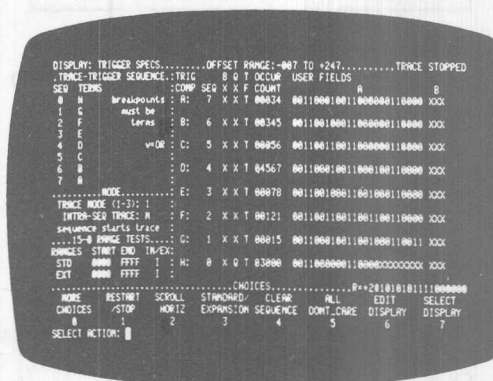 DISPLAY: TRIGGER SPECS.........OFFSET RANGE:-007 TO +247..........TRACE STOPPED
.TRACE-TRIGGER SEQUENCE.:TRIG B Q T OCCUR USER FIELDS
SEQ TERMS :COMP SEQ X X F COUNT A B
0 H breakpoints : A: 7 X X T 00034 XXX
1 G must be
2 F terms : B: 6 X X T 00345 XXX
3 E
4 D v=OR : C: 5 X X T 00056 XXX
5 C
6 B : D: 4 X X T 04567 XXX
7 A
.........MODE.......... : E: 3 X X T 00078 XXX
TRACE MODE (1-3): 1
INTRA-SEQ TRACE: N : F: 2 X X T 00121 XXX
sequence starts trace
....15-0 RANGE TESTS....: G: 1 X X T 00015 XXX
RANGES START END IN/EX:
STD 0000 FFFF I : H: 0 X Q T 03000 XXX
EXT 0000 FFFF I
CHOICES
MORE RESTART SCROLL STANDARD/ CLEAR ALL EDIT SELECT
CHOICES /STOP HORIZ EXPANSION SEQUENCE DONT_CARE DISPLAY DISPLAY
0 1 2 3 4 5 6 7
SELECT ACTION: